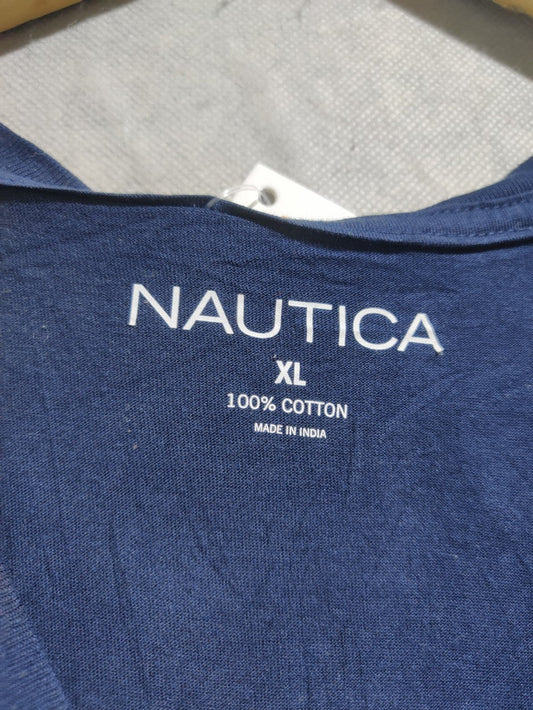 NAUTICA
XL
100% COTTON
MADE IN INDIA